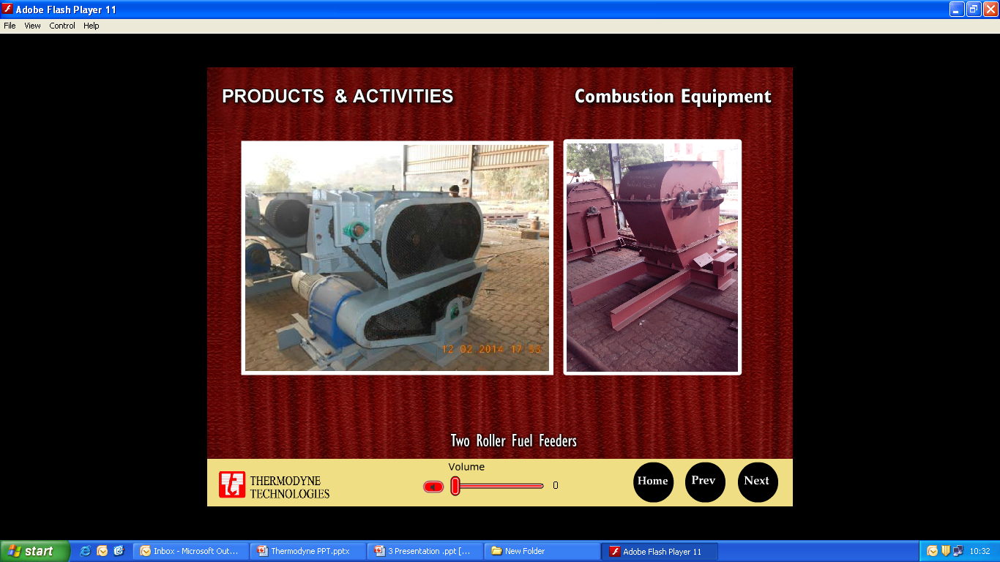 Adobe Flash Player 11
File View Control Help
PRODUCTS & ACTIVITIES
Combustion Equipment
12 02 2014 17 53
Two Roller Fuel Feeders
THERMODYNE
TECHNOLOGIES
Volume
0
Home
Prev
Next
start
Inbox - Microsoft Out...
Thermodyne PPT.pptx
3 Presentation .ppt [...
New Folder
Adobe Flash Player 11
10:32